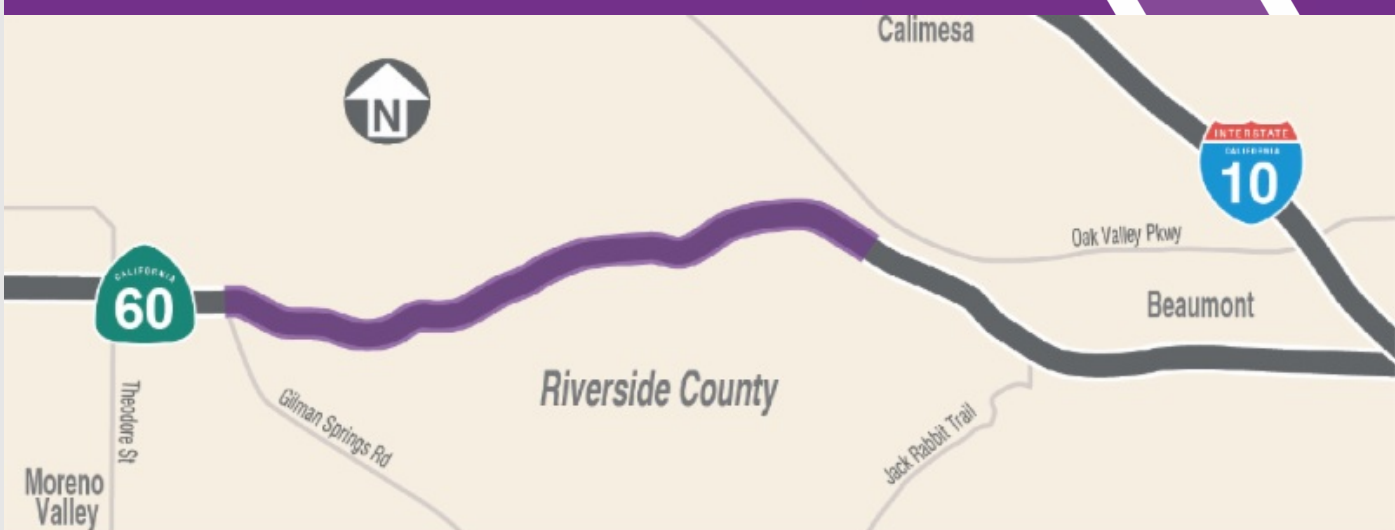 Calimesa
N
INTERSTATE
CALIFORNIA
10
Oak Valley Pkwy
CALIFORNIA
60
Beaumont
Riverside County
Theodore St
Gilman Springs Rd
Jack Rabbit Trail
Moreno
Valley